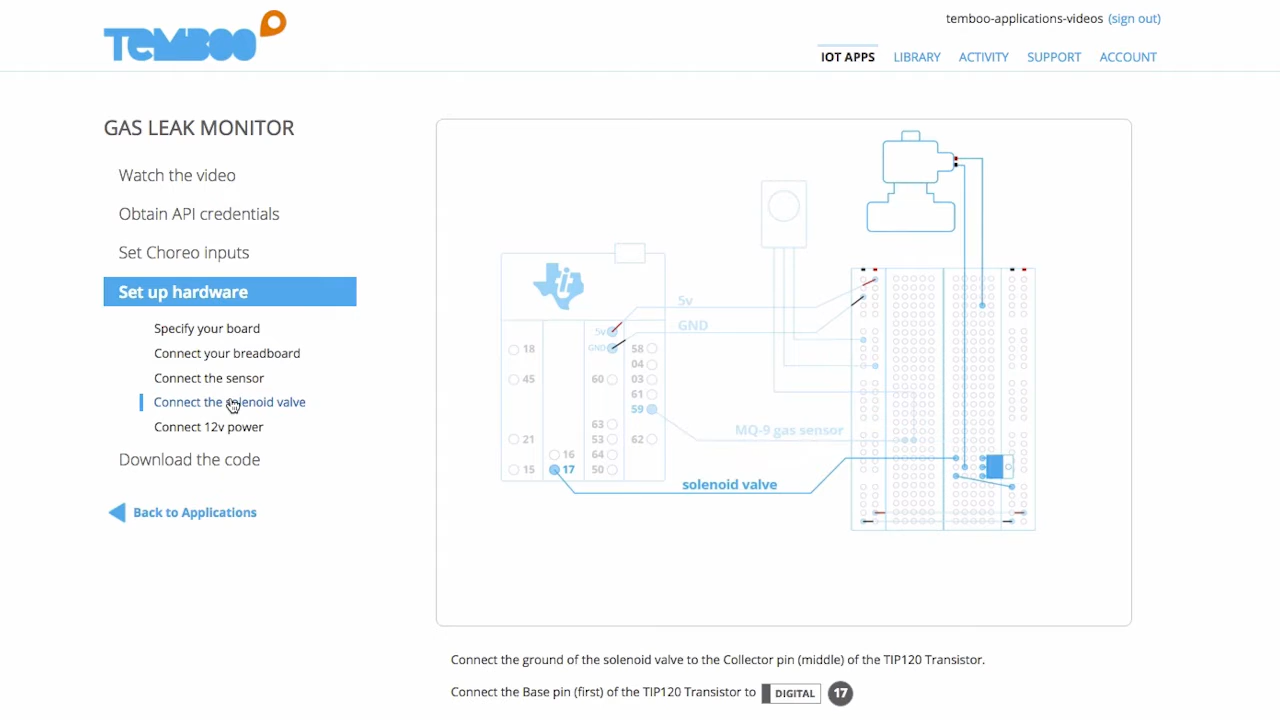 TEMBOO
temboo-applications-videos (sign out)
IOT APPS LIBRARY ACTIVITY SUPPORT ACCOUNT
GAS LEAK MONITOR
Watch the video
Obtain API credentials
Set Choreo inputs
Set up hardware
Specify your board
Connect your breadboard
Connect the sensor
Connect the solenoid valve
Connect 12v power
Download the code
Back to Applications
5v
GND
5v
GND
18
58
04
45
60
03
61
59
63
21
53
62
16
64
15
17
50
MQ-9 gas sensor
solenoid valve
Connect the ground of the solenoid valve to the Collector pin (middle) of the TIP120 Transistor.
Connect the Base pin (first) of the TIP120 Transistor to DIGITAL 17